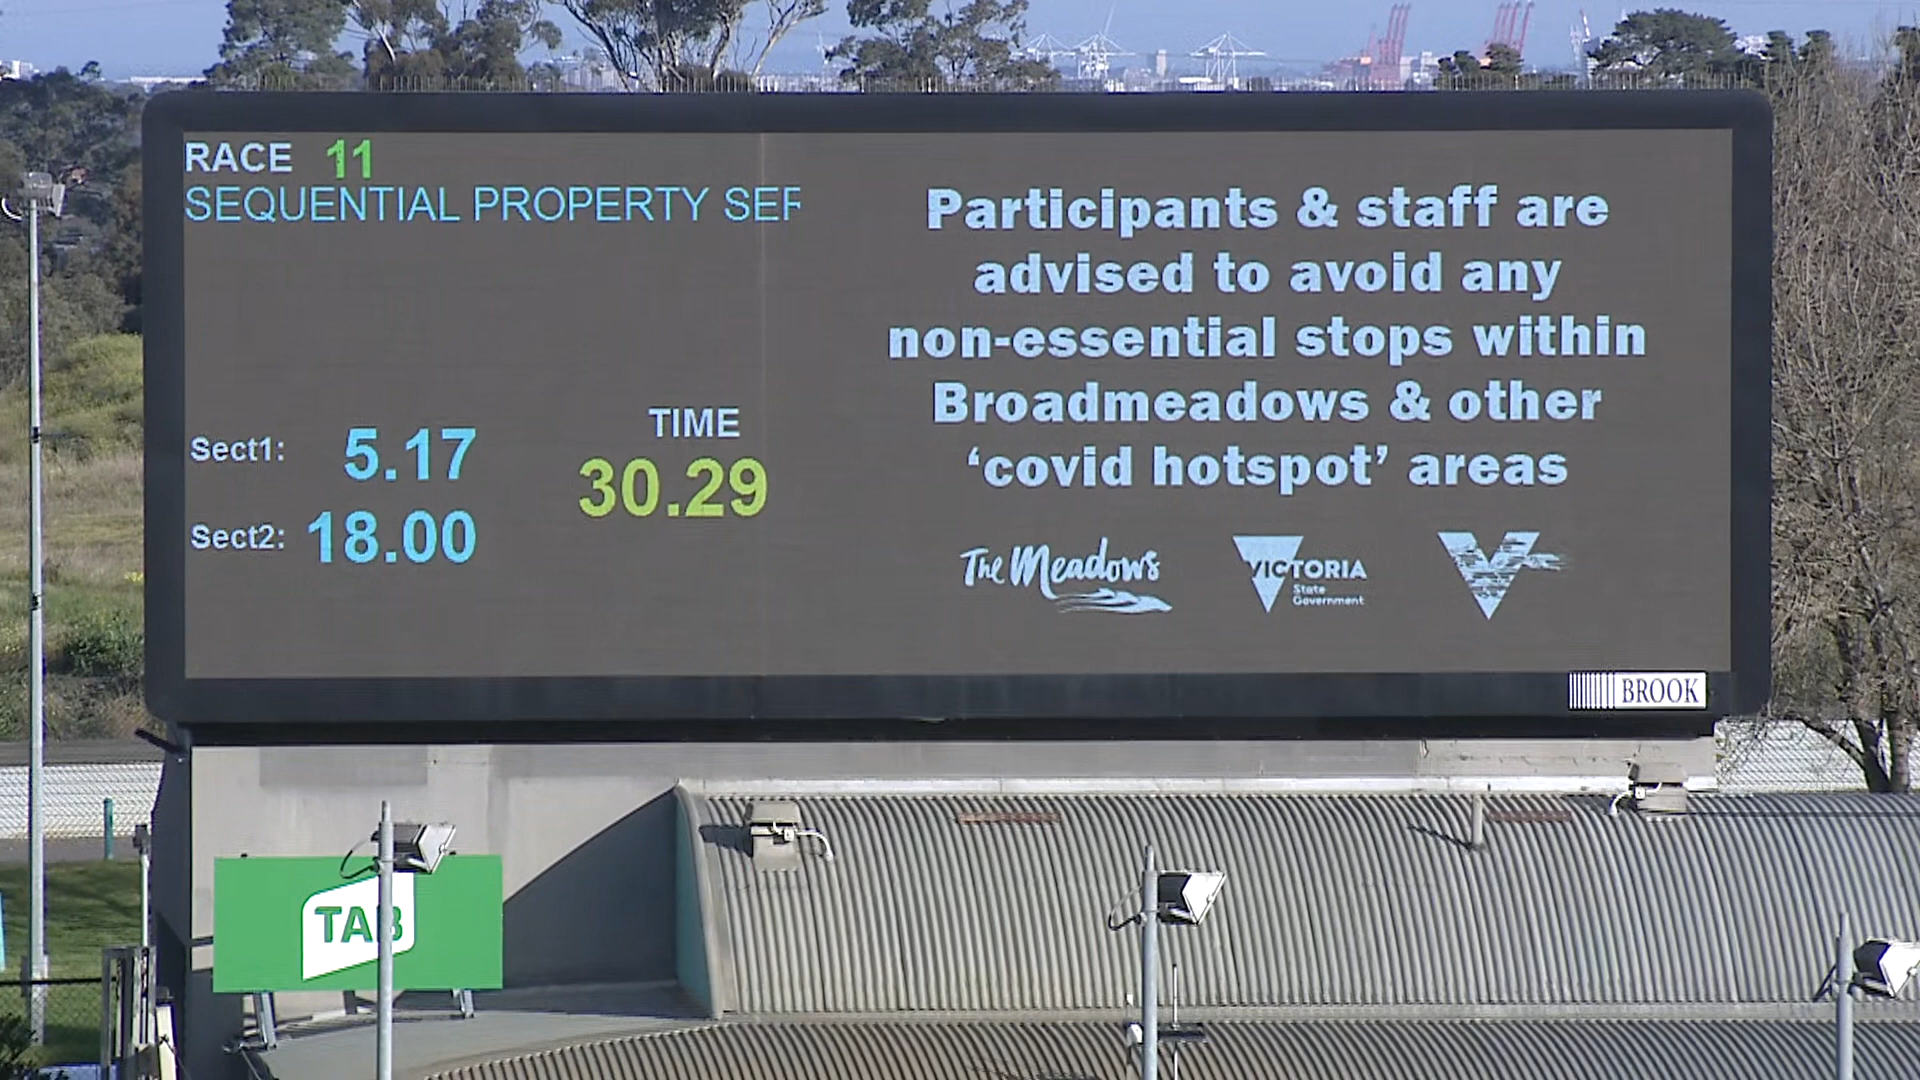 RACE 11
SEQUENTIAL PROPERTY SER
Sect1: 5.17
Sect2: 18.00
TIME
30.29
Participants & staff are
advised to avoid any
non-essential stops within
Broadmeadows & other
‘covid hotspot’ areas
The Meadows
VICTORIA
State
Government
V
BROOK
TAB